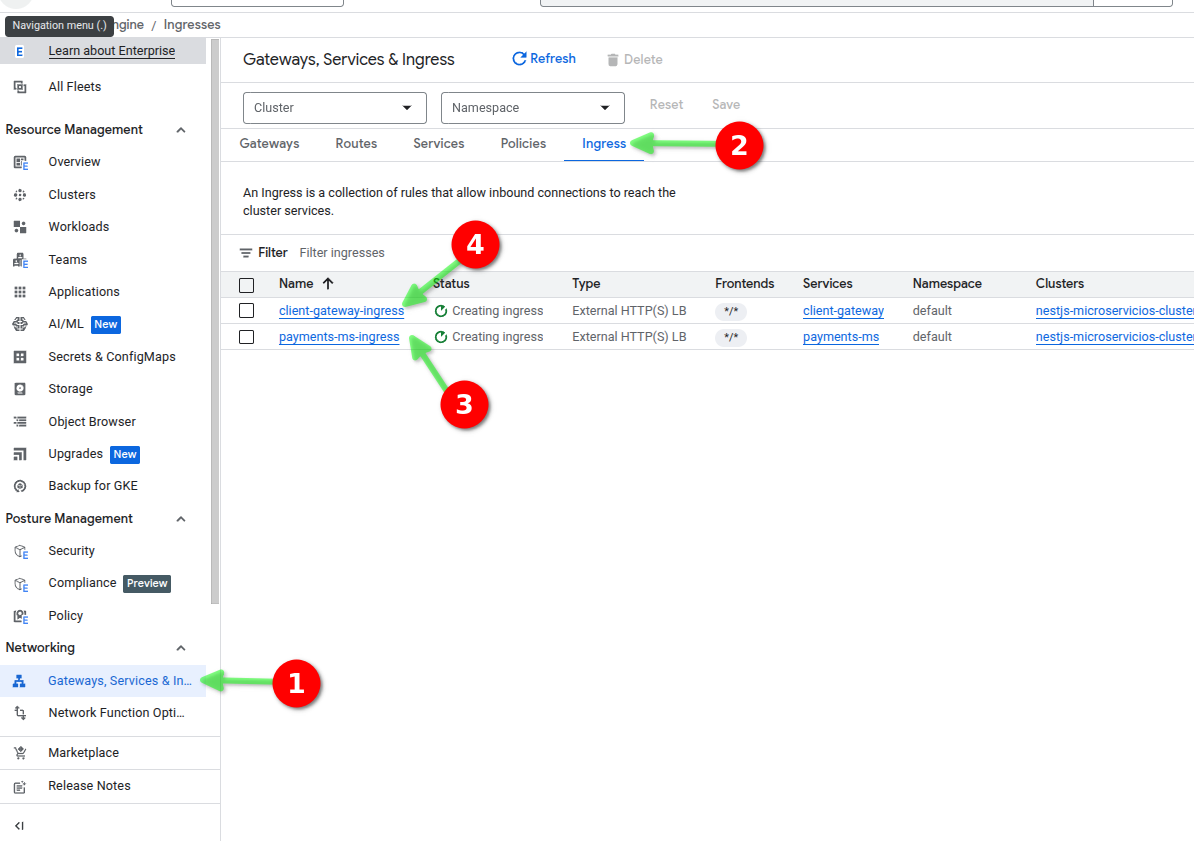 Navigation menu (.)
ngine / Ingresses
Learn about Enterprise
All Fleets
Resource Management
Overview
Clusters
Workloads
Teams
Applications
AI/ML New
Secrets & ConfigMaps
Storage
Object Browser
Upgrades New
Backup for GKE
Posture Management
Security
Compliance Preview
Policy
Networking
Gateways, Services & In...
1
Network Function Opti...
Marketplace
Release Notes
Gateways, Services & Ingress
Refresh
Delete
Cluster
Namespace
Reset
Save
Gateways Routes Services Policies Ingress
2
An Ingress is a collection of rules that allow inbound connections to reach the
cluster services.
Filter Filter ingresses
4
Name Status Type Frontends Services Namespace Clusters
client-gateway-ingress Creating ingress External HTTP(S) LB */* client-gateway default nestjs-microservicios-cluster
payments-ms-ingress Creating ingress External HTTP(S) LB */* payments-ms default nestjs-microservicios-cluster
3